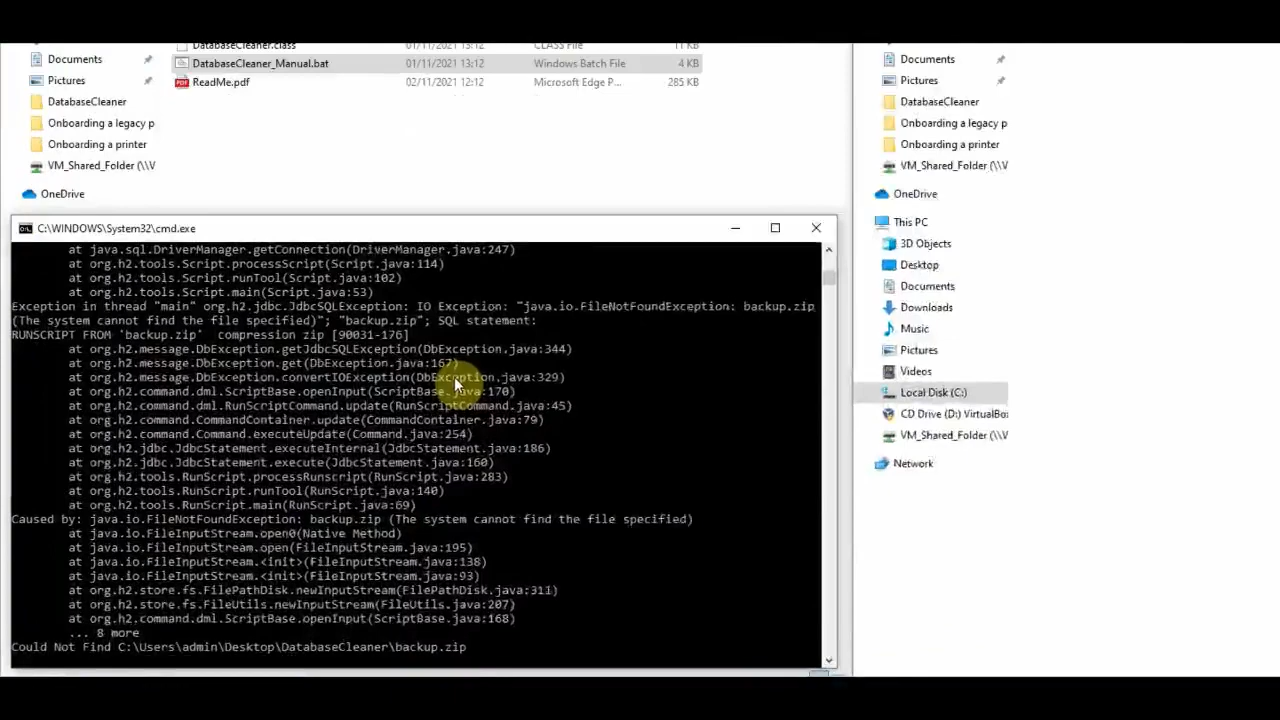 DatabaseCleaner.class 01/11/2021 13:12 CLASS File 11 KB
Documents
DatabaseCleaner_Manual.bat 01/11/2021 13:12 Windows Batch File 4 KB
Pictures
ReadMe.pdf 02/11/2021 12:12 Microsoft Edge P... 285 KB
DatabaseCleaner
Onboarding a legacy p
Onboarding a printer
VM_Shared_Folder (\\V
OneDrive
C:\WINDOWS\System32\cmd.exe
at java.sql.DriverManager.getConnection(DriverManager.java:247)
at org.h2.tools.Script.processScript(Script.java:114)
at org.h2.tools.Script.runTool(Script.java:102)
at org.h2.tools.Script.main(Script.java:53)
Exception in thread "main" org.h2.jdbc.JdbcSQLException: IO Exception: "java.io.FileNotFoundException: backup.zip
(The system cannot find the file specified)"; "backup.zip"; SQL statement:
RUNSCRIPT FROM 'backup.zip'  compression zip [90031-176]
at org.h2.message.DbException.getJdbcSQLException(DbException.java:344)
at org.h2.message.DbException.get(DbException.java:167)
at org.h2.message.DbException.convertIOException(DbException.java:329)
at org.h2.command.dml.ScriptBase.openInput(ScriptBase.java:170)
at org.h2.command.dml.RunScriptCommand.update(RunScriptCommand.java:45)
at org.h2.command.CommandContainer.update(CommandContainer.java:79)
at org.h2.command.Command.executeUpdate(Command.java:254)
at org.h2.jdbc.JdbcStatement.executeInternal(JdbcStatement.java:186)
at org.h2.jdbc.JdbcStatement.execute(JdbcStatement.java:160)
at org.h2.tools.RunScript.processRunscript(RunScript.java:283)
at org.h2.tools.RunScript.runTool(RunScript.java:140)
at org.h2.tools.RunScript.main(RunScript.java:69)
Caused by: java.io.FileNotFoundException: backup.zip (The system cannot find the file specified)
at java.io.FileInputStream.open0(Native Method)
at java.io.FileInputStream.open(FileInputStream.java:195)
at java.io.FileInputStream.<init>(FileInputStream.java:138)
at java.io.FileInputStream.<init>(FileInputStream.java:93)
at org.h2.store.fs.FilePathDisk.newInputStream(FilePathDisk.java:311)
at org.h2.store.fs.FileUtils.newInputStream(FileUtils.java:207)
at org.h2.command.dml.ScriptBase.openInput(ScriptBase.java:168)
... 8 more
Could Not Find C:\Users\admin\Desktop\DatabaseCleaner\backup.zip
Documents
Pictures
DatabaseCleaner
Onboarding a legacy p
Onboarding a printer
VM_Shared_Folder (\\V
OneDrive
This PC
3D Objects
Desktop
Documents
Downloads
Music
Pictures
Videos
Local Disk (C:)
CD Drive (D:) VirtualBo
VM_Shared_Folder (\\V
Network